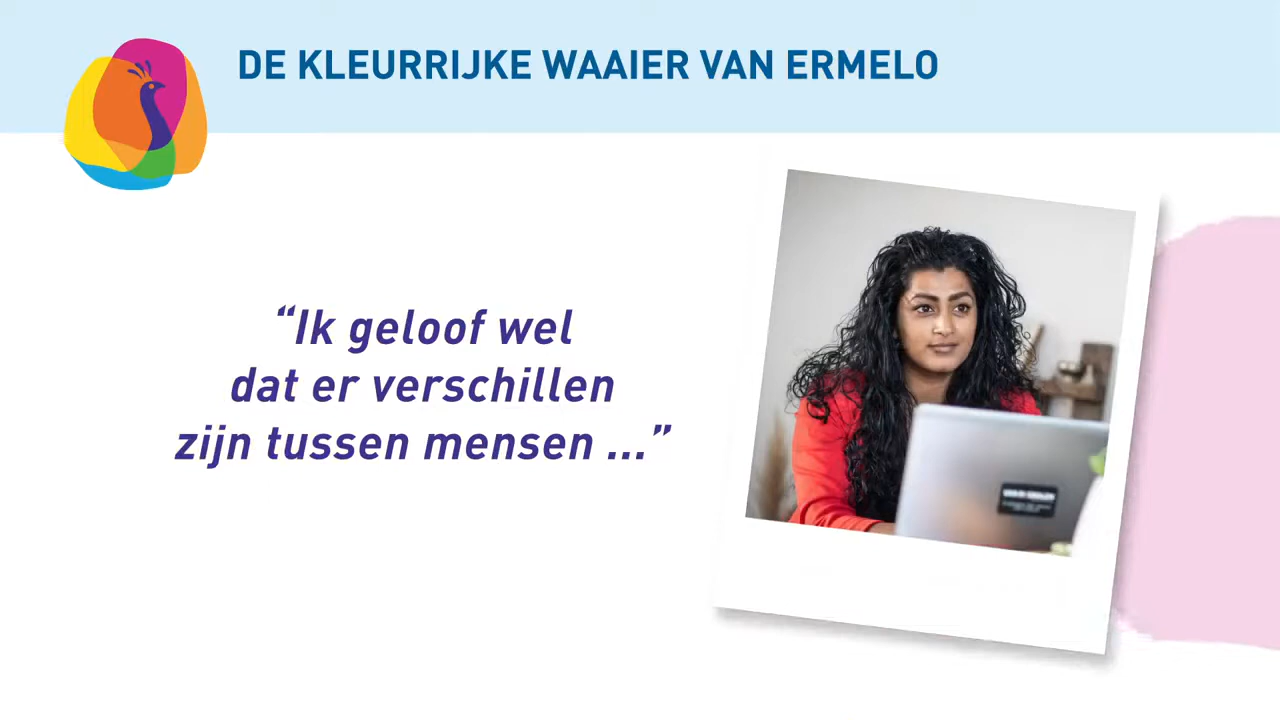 DE KLEURRIJKE WAAIER VAN ERMELO
“Ik geloof wel
dat er verschillen
zijn tussen mensen ...”